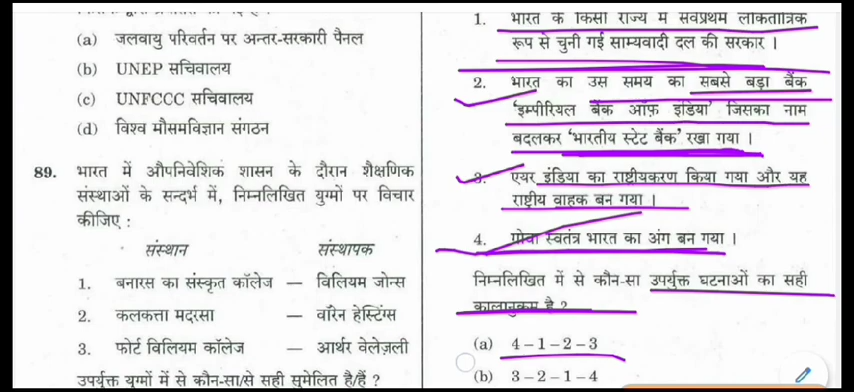 (a) जलवायु परिवर्तन पर अन्तर-सरकारी पैनल
(b) UNEP सचिवालय
(c) UNFCCC सचिवालय
(d) विश्व मौसमविज्ञान संगठन
89. भारत में औपनिवेशिक शासन के दौरान शैक्षणिक
संस्थाओं के सन्दर्भ में, निम्नलिखित युग्मों पर विचार
कीजिए :
संस्थान संस्थापक
1. बनारस का संस्कृत कॉलेज — विलियम जोन्स
2. कलकत्ता मदरसा — वॉरेन हेस्टिंग्स
3. फोर्ट विलियम कॉलेज — आर्थर वेलेज़ली
उपर्युक्त युग्मों में से कौन-सा/से सही सुमेलित है/हैं ?
1. भारत के किसी राज्य में सर्वप्रथम लोकतांत्रिक
रूप से चुनी गई साम्यवादी दल की सरकार ।
2. भारत का उस समय का सबसे बड़ा बैंक
‘इम्पीरियल बैंक ऑफ़ इंडिया’ जिसका नाम
बदलकर ‘भारतीय स्टेट बैंक’ रखा गया ।
3. एयर इंडिया का राष्ट्रीयकरण किया गया और यह
राष्ट्रीय वाहक बन गया ।
4. गोवा स्वतंत्र भारत का अंग बन गया ।
निम्नलिखित में से कौन-सा उपर्युक्त घटनाओं का सही
कालानुक्रम है ?
(a) 4 – 1 – 2 – 3
(b) 3 – 2 – 1 – 4